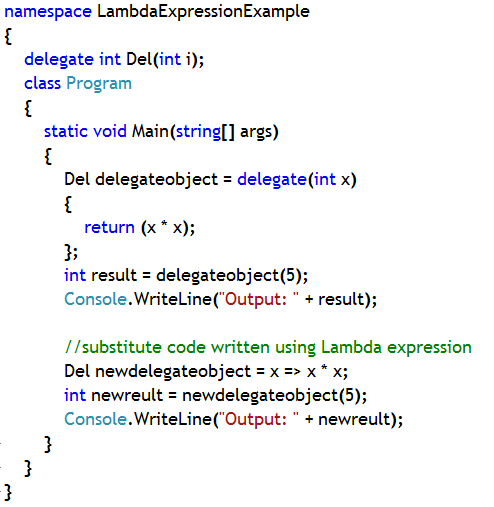 namespace LambdaExpressionExample
{
delegate int Del(int i);
class Program
{
static void Main(string[] args)
{
Del delegateobject = delegate(int x)
{
return (x * x);
};
int result = delegateobject(5);
Console.WriteLine("Output: " + result);
//substitute code written using Lambda expression
Del newdelegateobject = x => x * x;
int newreult = newdelegateobject(5);
Console.WriteLine("Output: " + newreult);
}
}
}